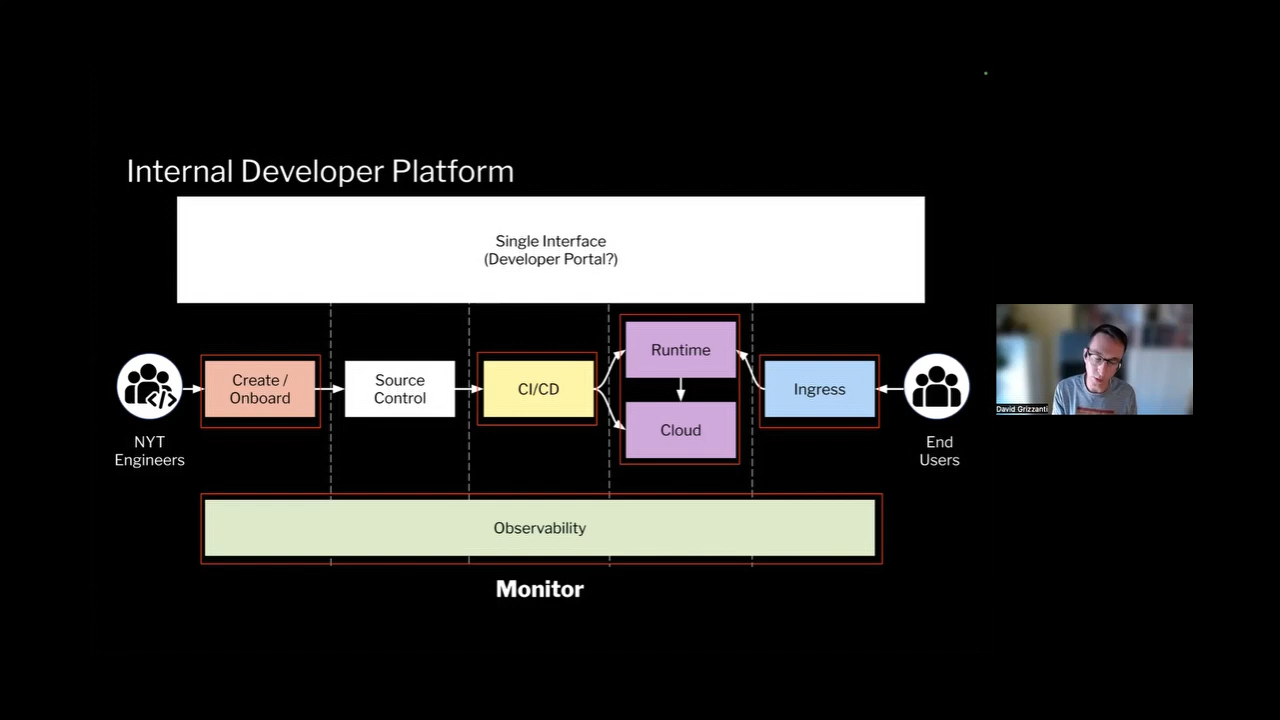 Internal Developer Platform
Single Interface
(Developer Portal?)
NYT
Engineers
Create /
Onboard
Source
Control
CI/CD
Runtime
Cloud
Ingress
End
Users
David Grizzanti
Observability
Monitor